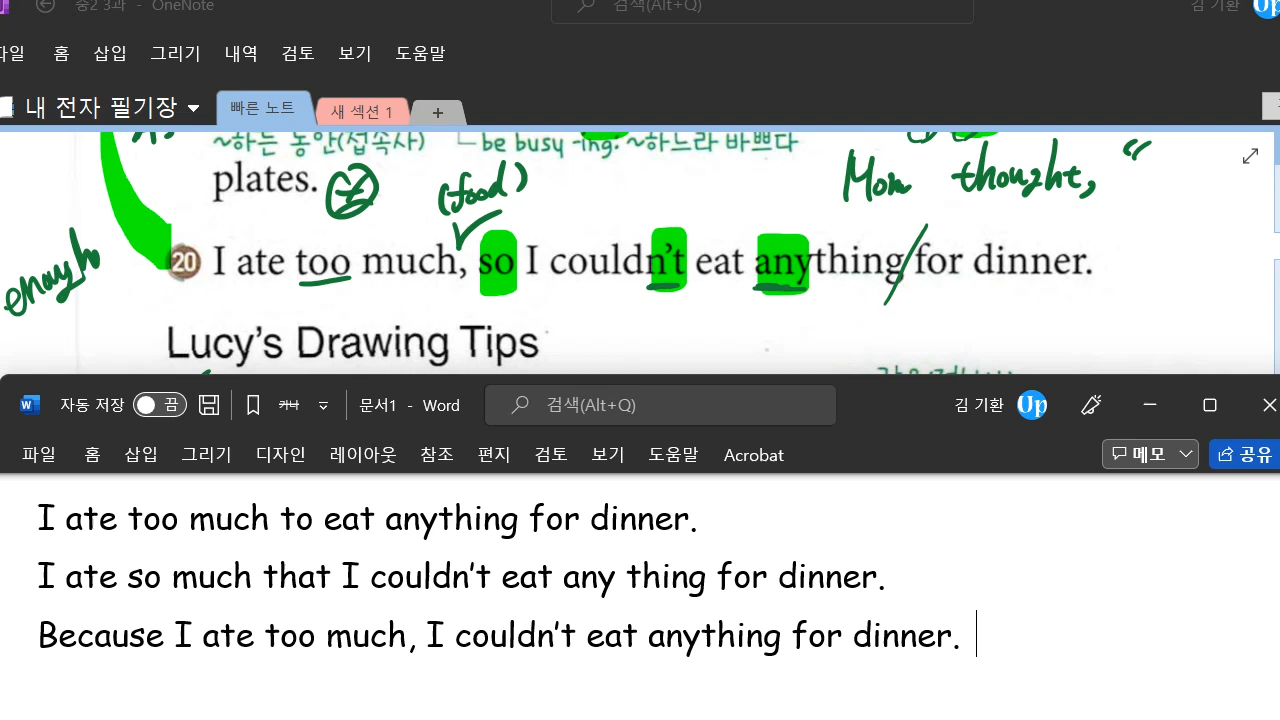 중2 3과 - OneNote
검색(Alt+Q)
김 기환
Up
파일 홈 삽입 그리기 내역 검토 보기 도움말
내 전자 필기장
빠른 노트
새 섹션 1
+
~하는 동안(접속사)
be busy -ing: ~하느라 바쁘다
plates.
(food)
Mom thought, “
20 I ate too much, so I couldn’t eat anything / for dinner.
Lucy’s Drawing Tips
자동 저장 끔
문서1 - Word
검색(Alt+Q)
김 기환
Up
파일 홈 삽입 그리기 디자인 레이아웃 참조 편지 검토 보기 도움말 Acrobat
메모
공유
I ate too much to eat anything for dinner.
I ate so much that I couldn’t eat any thing for dinner.
Because I ate too much, I couldn’t eat anything for dinner.